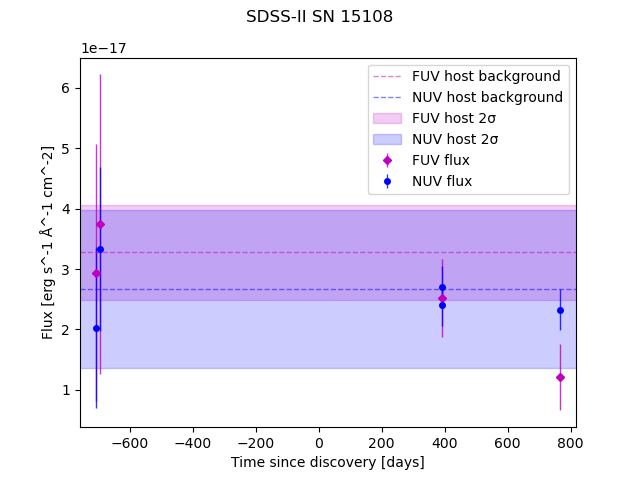 SDSS-II SN 15108
1e−17
FUV host background
NUV host background
FUV host 2σ
NUV host 2σ
FUV flux
NUV flux
6
5
4
3
2
1
Flux [erg s^-1 Å^-1 cm^-2]
−600
−400
−200
0
200
400
600
800
Time since discovery [days]